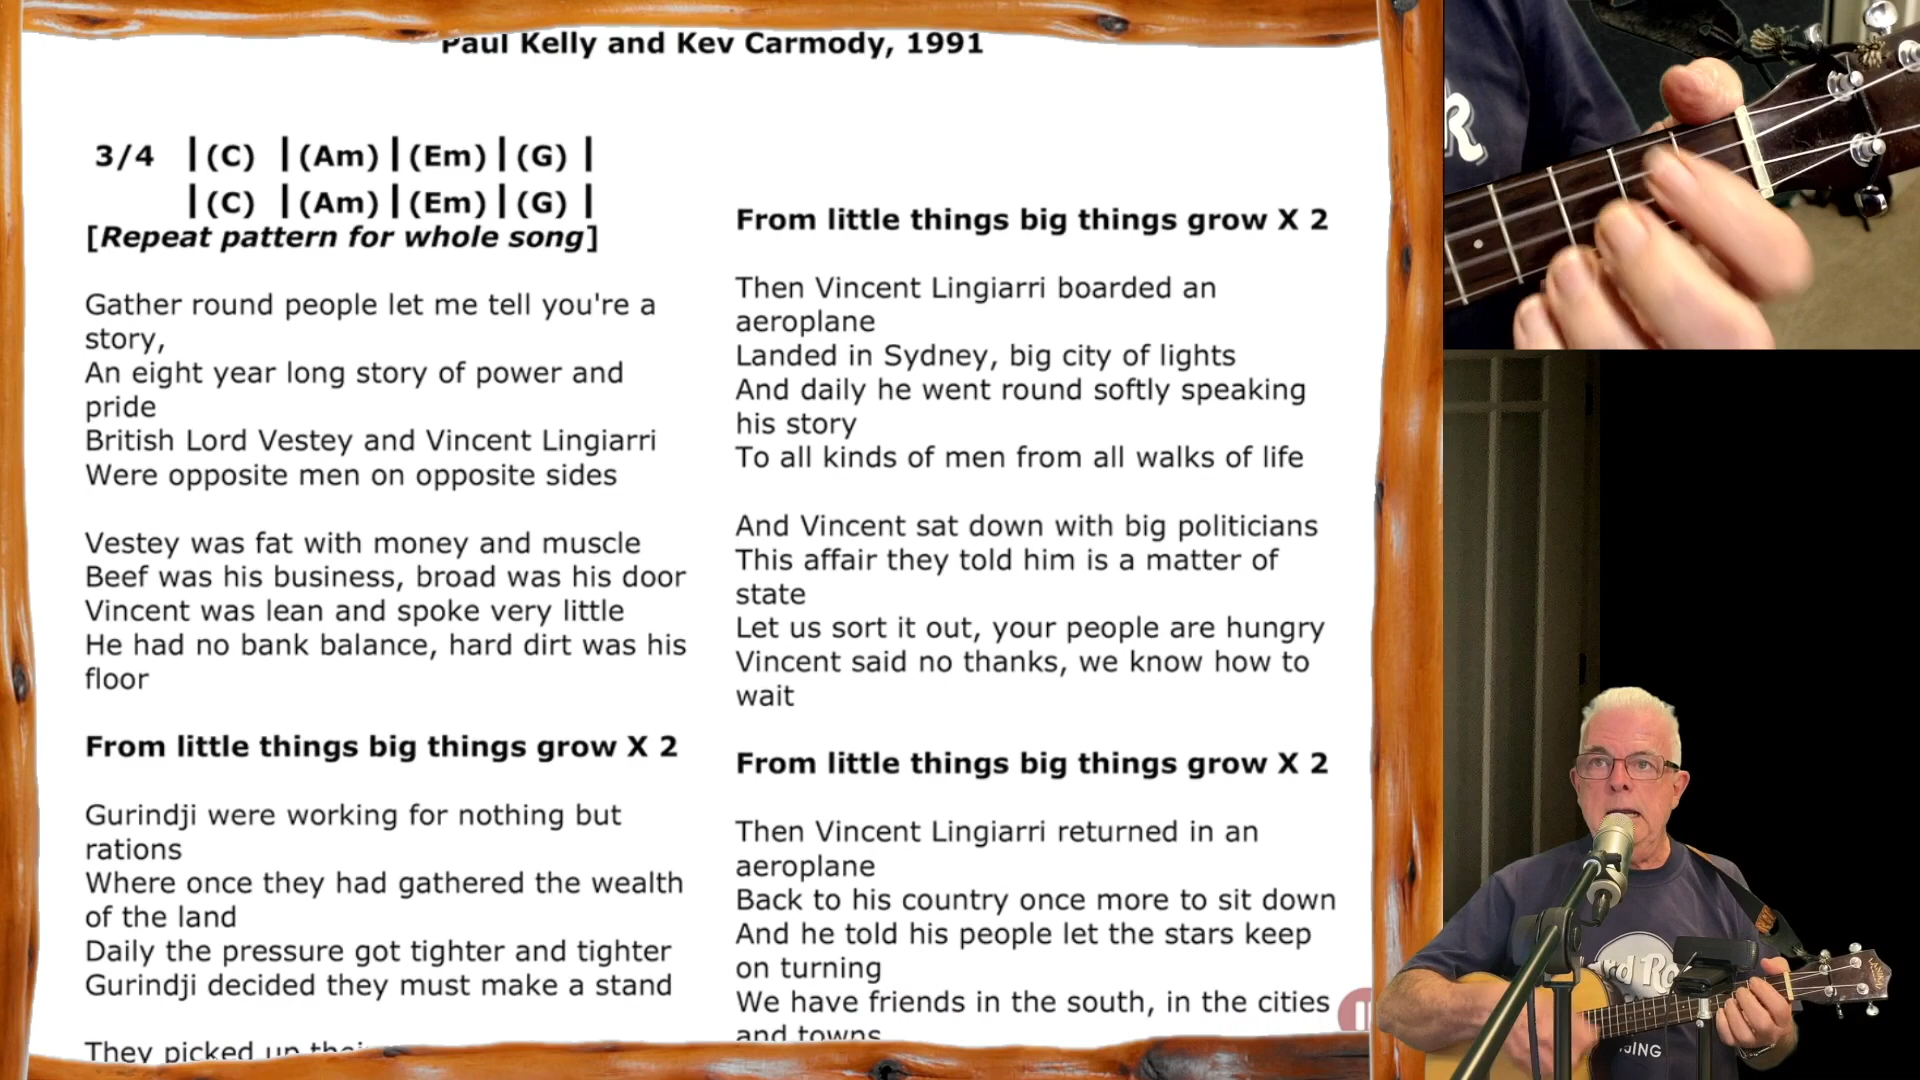 Paul Kelly and Kev Carmody, 1991
3/4 |(C) |(Am)|(Em)|(G) |
|(C) |(Am)|(Em)|(G) |
[Repeat pattern for whole song]
Gather round people let me tell you're a
story,
An eight year long story of power and
pride
British Lord Vestey and Vincent Lingiarri
Were opposite men on opposite sides
Vestey was fat with money and muscle
Beef was his business, broad was his door
Vincent was lean and spoke very little
He had no bank balance, hard dirt was his
floor
From little things big things grow X 2
Gurindji were working for nothing but
rations
Where once they had gathered the wealth
of the land
Daily the pressure got tighter and tighter
Gurindji decided they must make a stand
They picked up
From little things big things grow X 2
Then Vincent Lingiarri boarded an
aeroplane
Landed in Sydney, big city of lights
And daily he went round softly speaking
his story
To all kinds of men from all walks of life
And Vincent sat down with big politicians
This affair they told him is a matter of
state
Let us sort it out, your people are hungry
Vincent said no thanks, we know how to
wait
From little things big things grow X 2
Then Vincent Lingiarri returned in an
aeroplane
Back to his country once more to sit down
And he told his people let the stars keep
on turning
We have friends in the south, in the cities
and towns